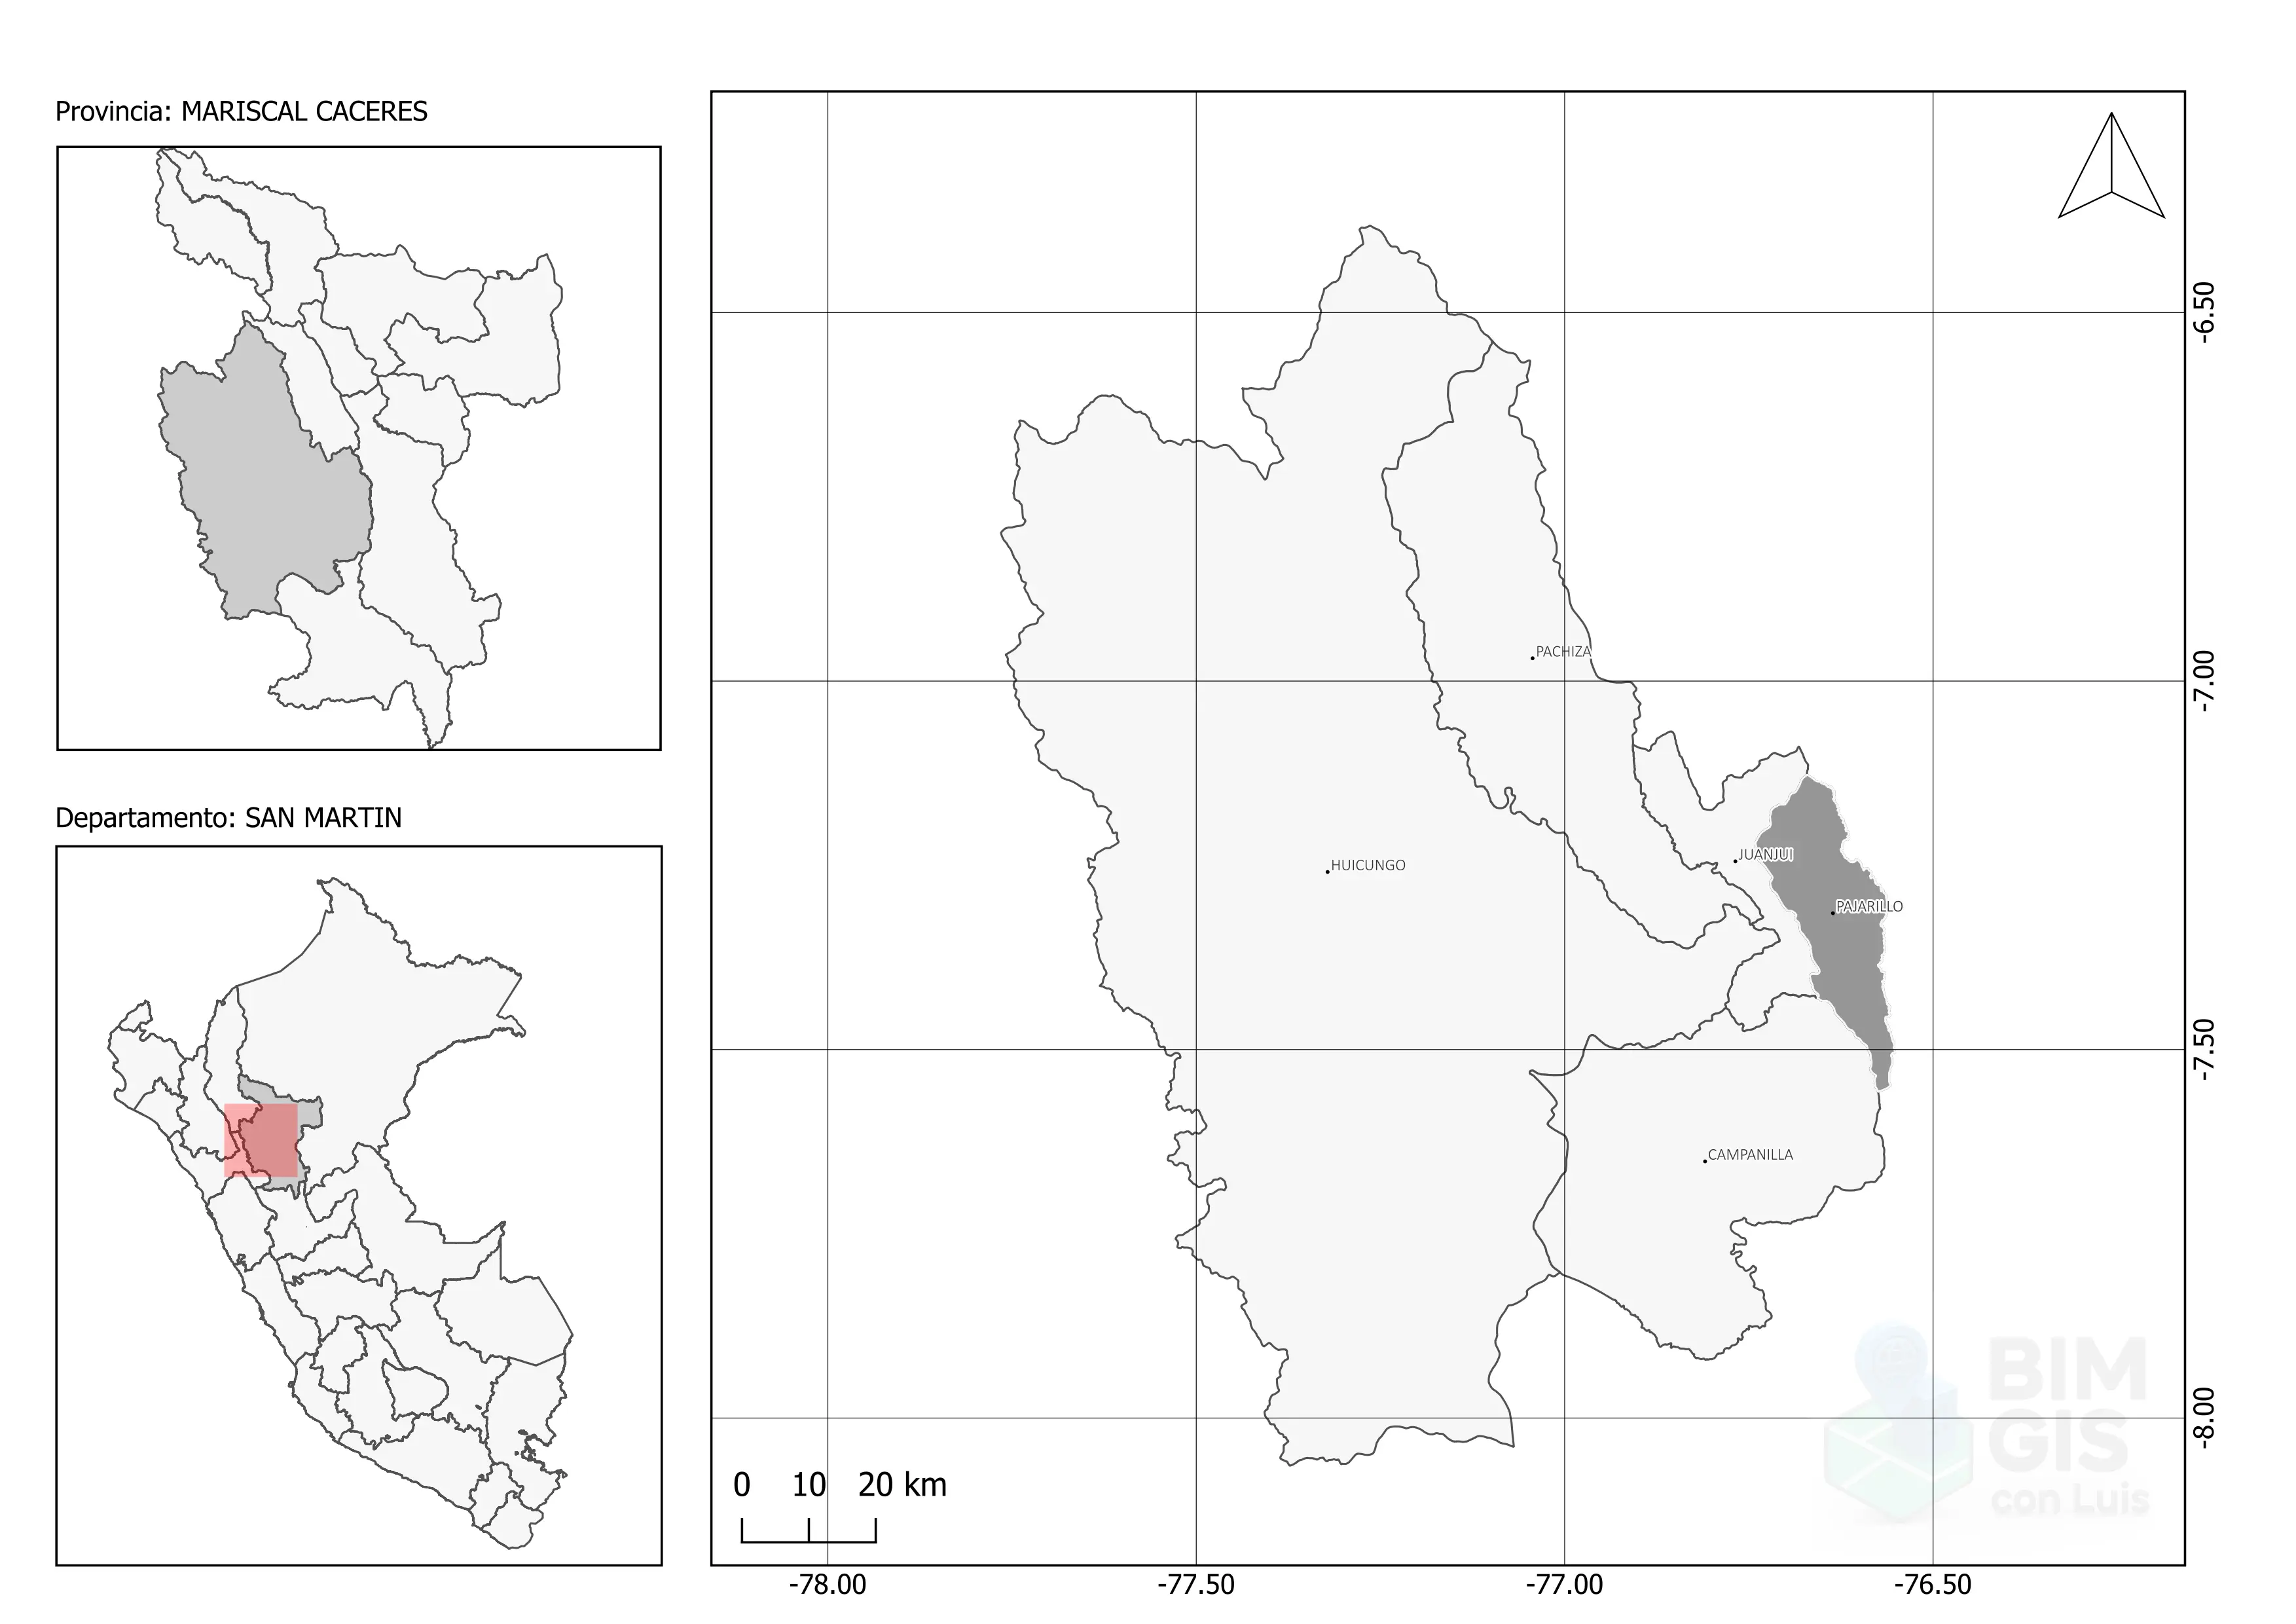 Provincia: MARISCAL CACERES
Departamento: SAN MARTIN
PACHIZA
JUANJUI
HUICUNGO
PAJARILLO
CAMPANILLA
-6.50
-7.00
-7.50
-8.00
0 10 20 km
-78.00 -77.50 -77.00 -76.50
BIM
GIS
con Luis